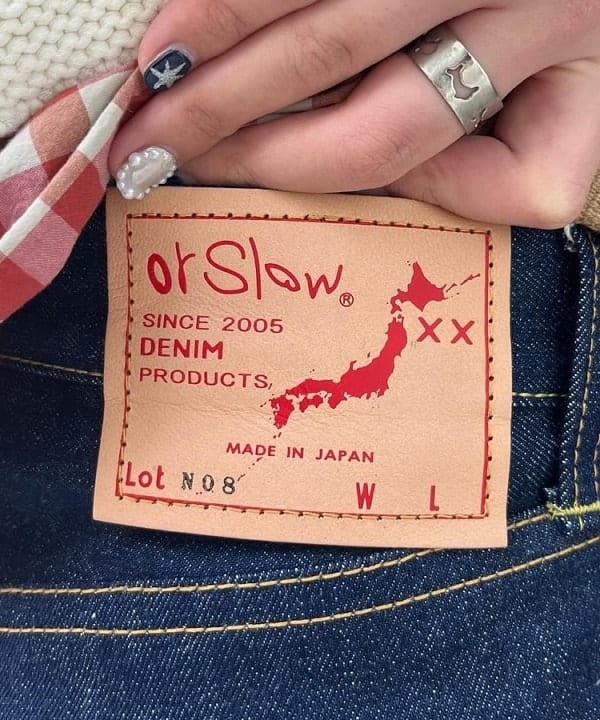 orSlow®
SINCE 2005
DENIM
PRODUCTS,
XX
MADE IN JAPAN
Lot N08
W L